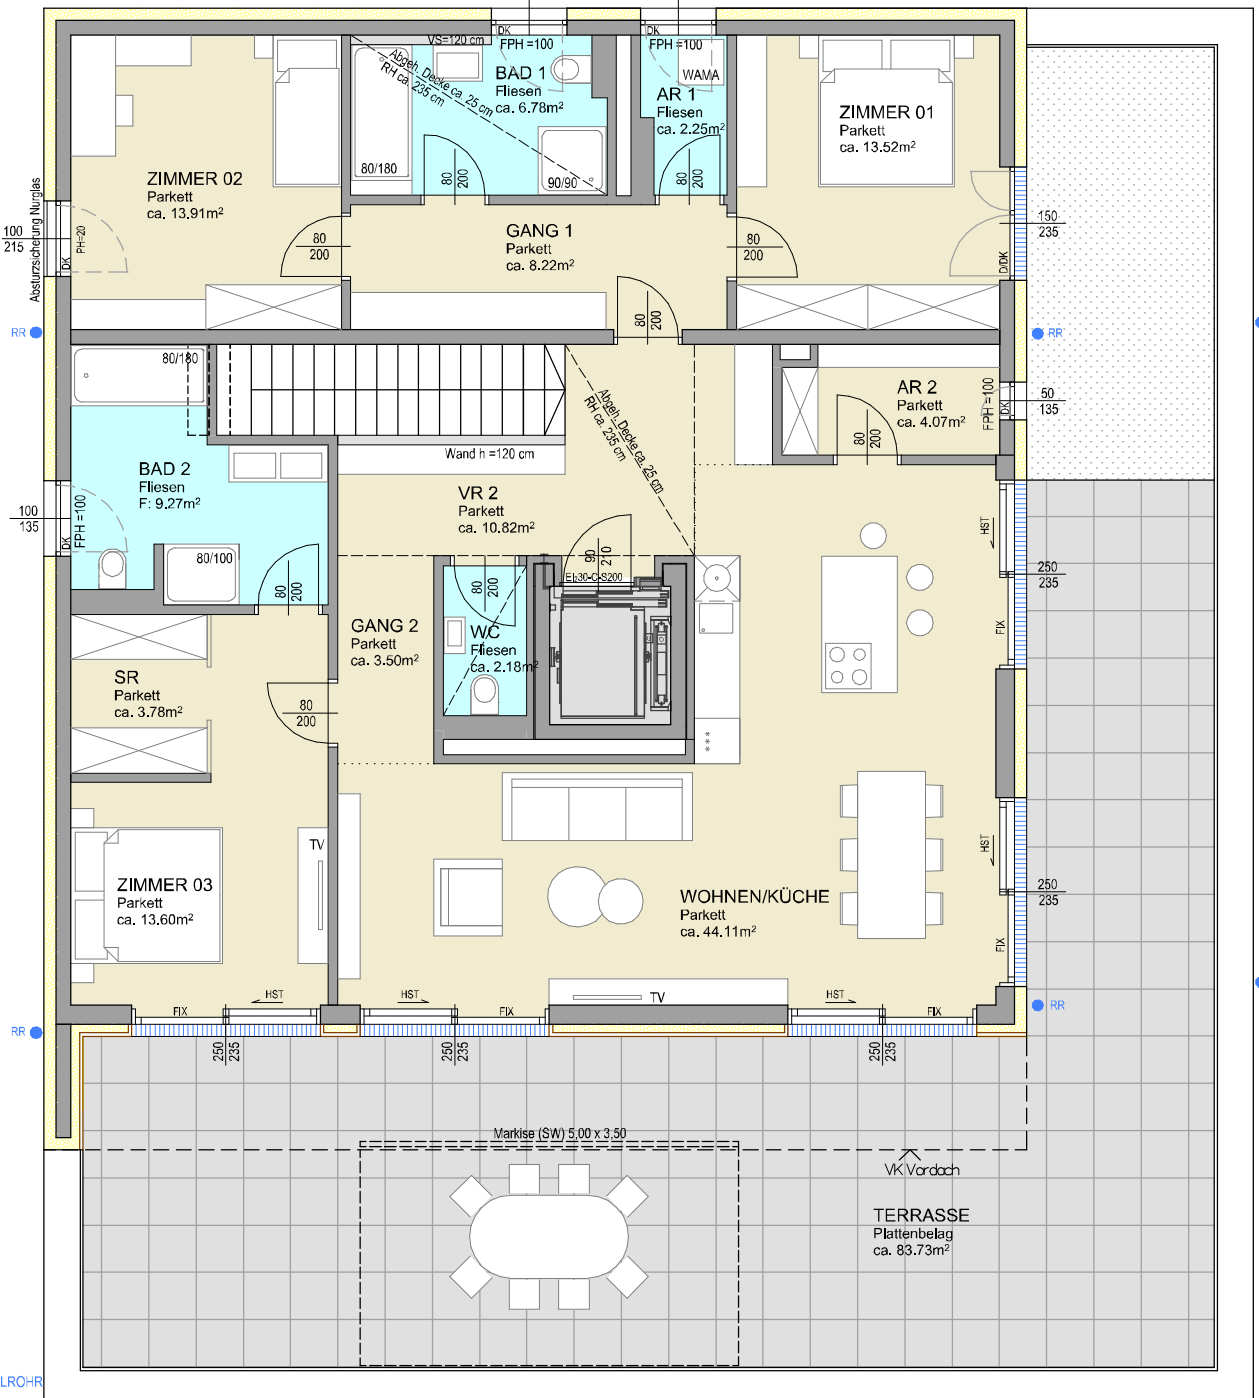 DK
FPH =100
VS=120 cm
Abgeh. Decke ca. 25 cm
RH ca. 235 cm
BAD 1
Fliesen
ca. 6.78m²
80/180
90/90
80
200
DK
FPH =100
WAMA
AR 1
Fliesen
ca. 2.25m²
80
200
ZIMMER 01
Parkett
ca. 13.52m²
ZIMMER 02
Parkett
ca. 13.91m²
Absturzsicherung Nurglas
100
215
DK
PH=20
80
200
GANG 1
Parkett
ca. 8.22m²
80
200
150
235
D/DK
80
200
RR
RR
80/180
Abgeh. Decke ca. 25 cm
RH ca. 235 cm
AR 2
Parkett
ca. 4.07m²
80
200
FPH =100
DK
50
135
Wand h =120 cm
BAD 2
Fliesen
F: 9.27m²
100
135
DK
FPH =100
80/100
80
200
VR 2
Parkett
ca. 10.82m²
90
210
EI-30-C-S200
HST
250
235
FIX
80
200
WC
Fliesen
ca. 2.18m²
GANG 2
Parkett
ca. 3.50m²
SR
Parkett
ca. 3.78m²
80
200
***
HST
250
235
FIX
TV
ZIMMER 03
Parkett
ca. 13.60m²
WOHNEN/KÜCHE
Parkett
ca. 44.11m²
TV
FIX
HST
HST
FIX
HST
FIX
RR
RR
250
235
250
235
250
235
Markise (SW) 5,00 x 3,50
VK Vordach
TERRASSE
Plattenbelag
ca. 83.73m²
LROHR